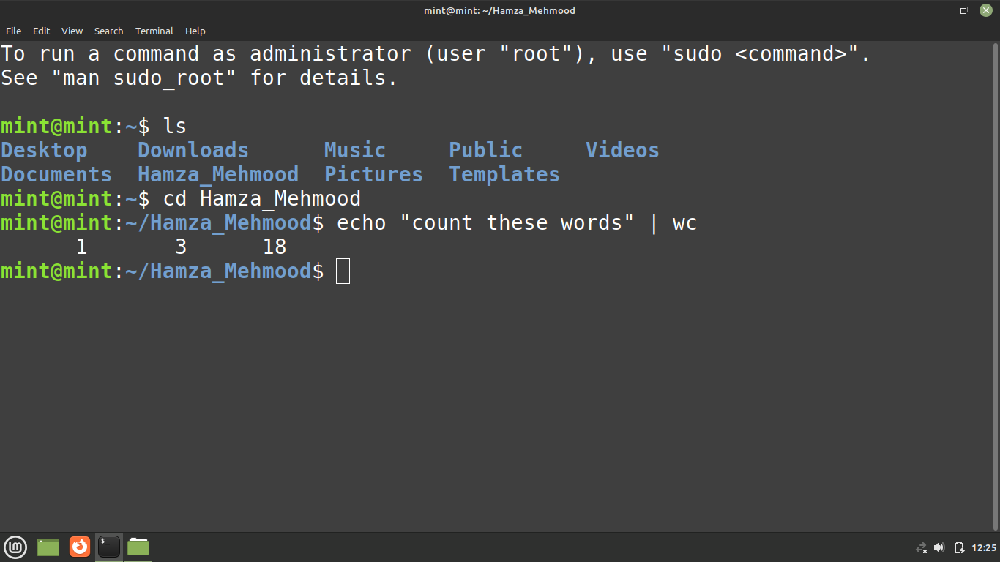 mint@mint: ~/Hamza_Mehmood
File Edit View Search Terminal Help
To run a command as administrator (user "root"), use "sudo <command>".
See "man sudo_root" for details.
mint@mint:~$ ls
Desktop Downloads Music Public Videos
Documents Hamza_Mehmood Pictures Templates
mint@mint:~$ cd Hamza_Mehmood
mint@mint:~/Hamza_Mehmood$ echo "count these words" | wc
1 3 18
mint@mint:~/Hamza_Mehmood$
$_
12:25